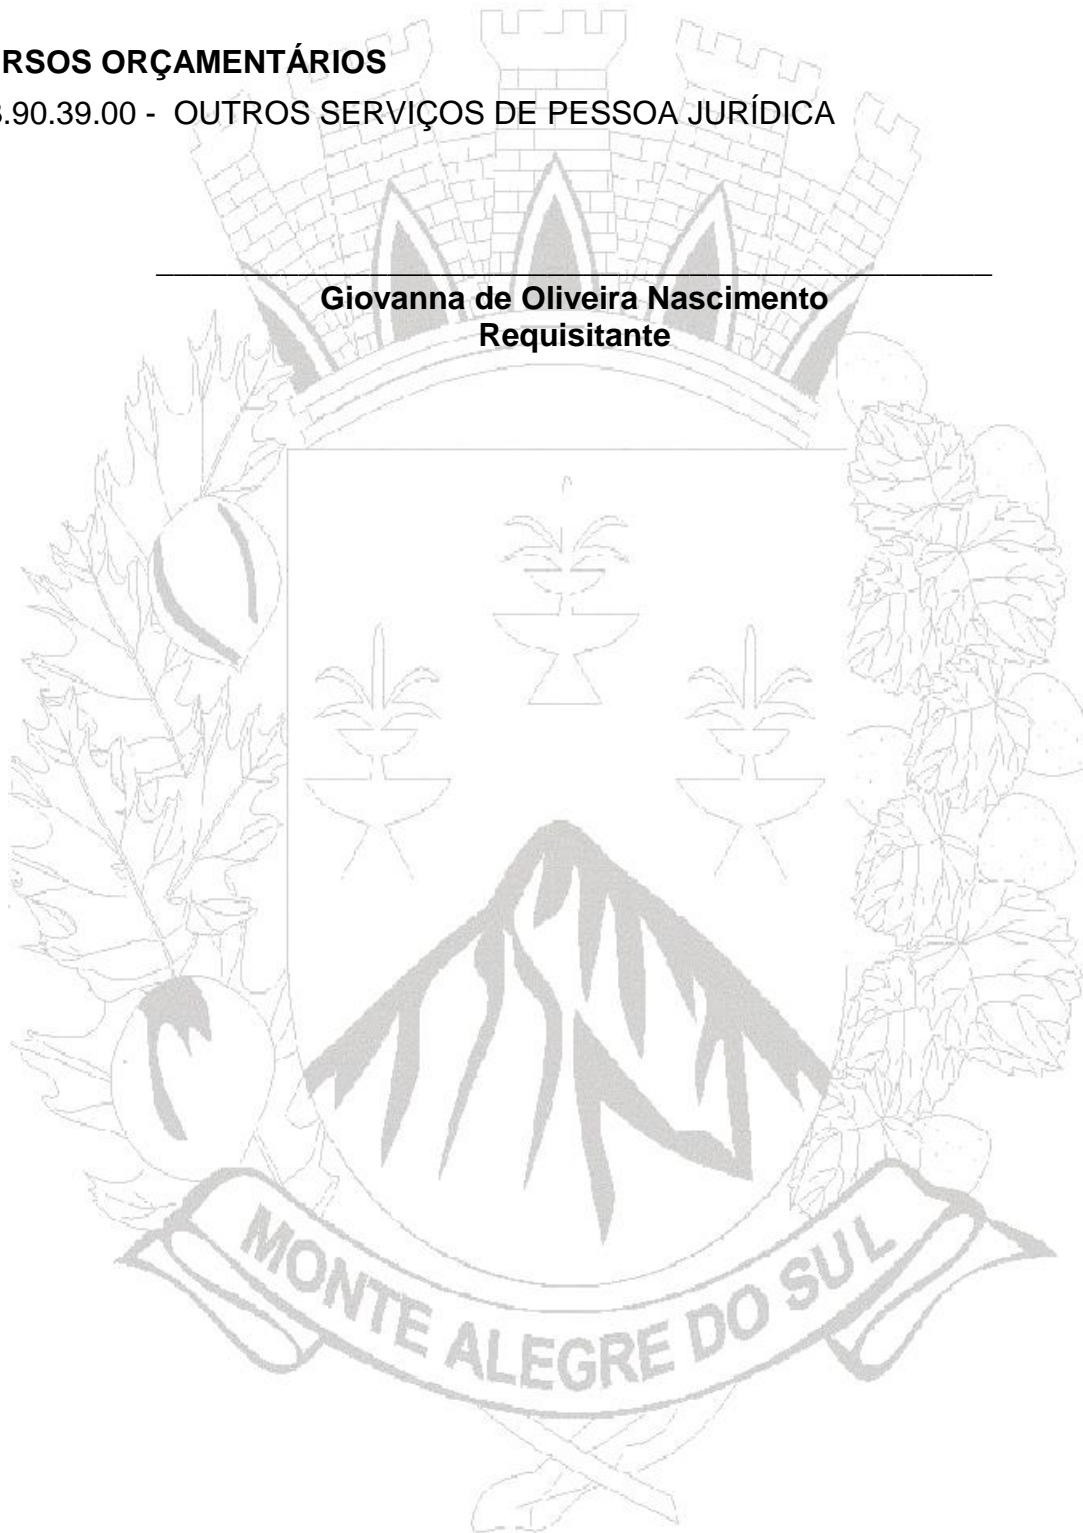 RSOS ORÇAMENTÁRIOS
.90.39.00 - OUTROS SERVIÇOS DE PESSOA JURÍDICA
Giovanna de Oliveira Nascimento
Requisitante
MONTE ALEGRE DO SUL